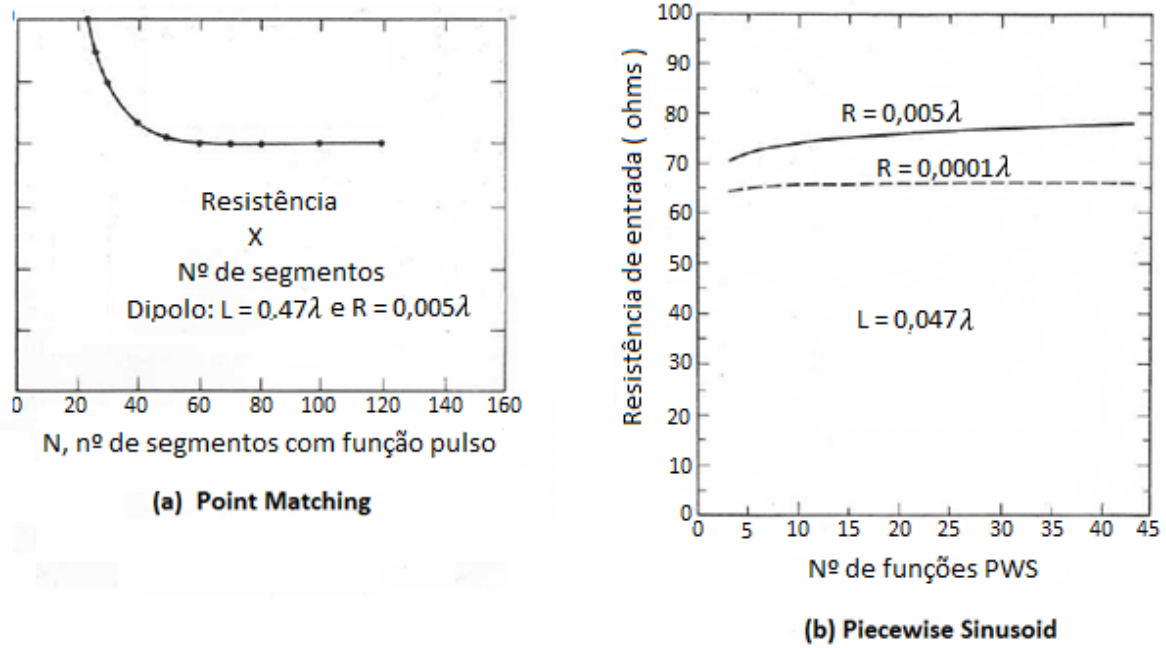 Resistência
X
Nº de segmentos
Dipolo: L = 0.47λ e R = 0,005λ
0 20 40 60 80 100 120 140 160
N, nº de segmentos com função pulso
(a) Point Matching
Resistência de entrada ( ohms )
100
90
80
70
60
50
40
30
20
100
0
R = 0,005λ
R = 0,0001λ
L = 0,047λ
0 5 10 15 20 25 30 35 40 45
Nº de funções PWS
(b) Piecewise Sinusoid